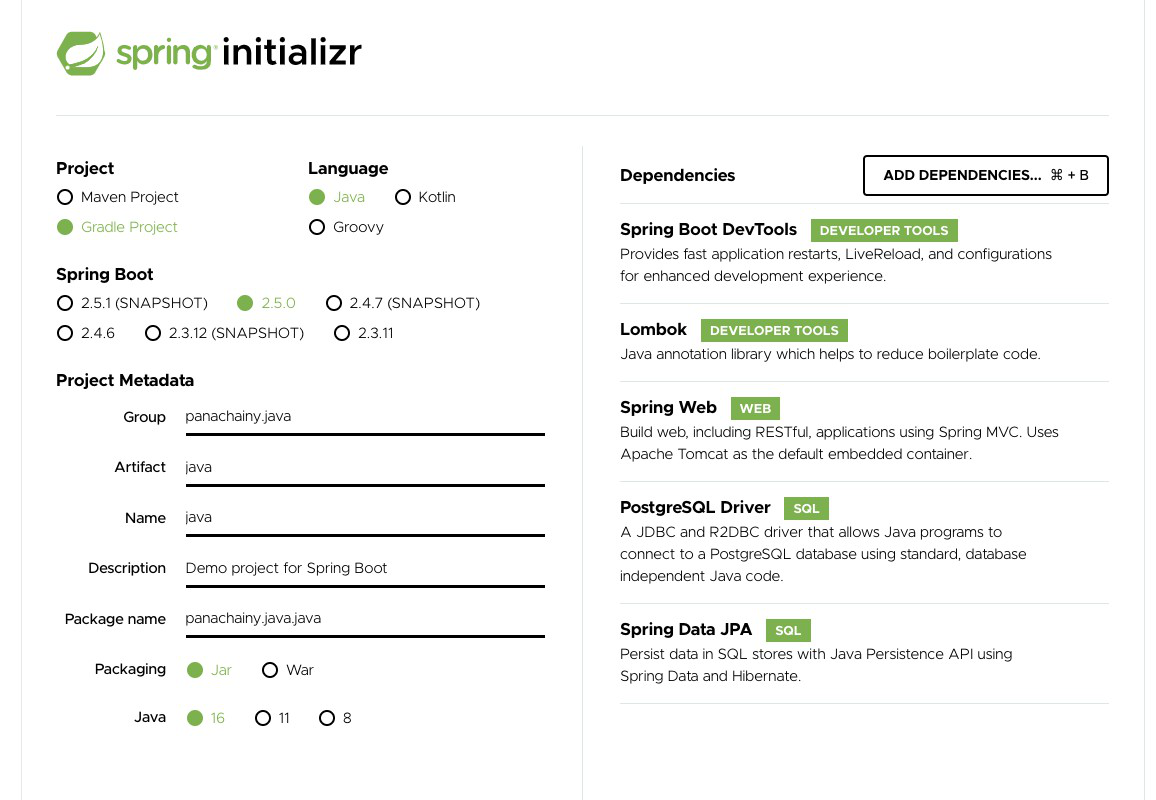 spring initializr
Project
Maven Project
Gradle Project
Language
Java Kotlin
Groovy
Spring Boot
2.5.1 (SNAPSHOT) 2.5.0 2.4.7 (SNAPSHOT)
2.4.6 2.3.12 (SNAPSHOT) 2.3.11
Project Metadata
Group panachainy.java
Artifact java
Name java
Description Demo project for Spring Boot
Package name panachainy.java.java
Packaging Jar War
Java 16 11 8
Dependencies ADD DEPENDENCIES... ⌘ + B
Spring Boot DevTools DEVELOPER TOOLS
Provides fast application restarts, LiveReload, and configurations
for enhanced development experience.
Lombok DEVELOPER TOOLS
Java annotation library which helps to reduce boilerplate code.
Spring Web WEB
Build web, including RESTful, applications using Spring MVC. Uses
Apache Tomcat as the default embedded container.
PostgreSQL Driver SQL
A JDBC and R2DBC driver that allows Java programs to
connect to a PostgreSQL database using standard, database
independent Java code.
Spring Data JPA SQL
Persist data in SQL stores with Java Persistence API using
Spring Data and Hibernate.